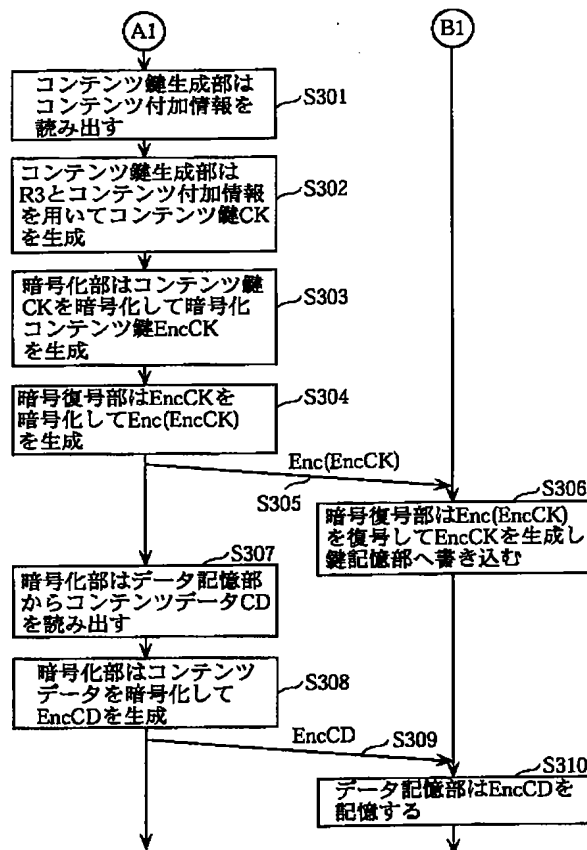 A1
B1
コンテンツ鍵生成部は
コンテンツ付加情報を
読み出す
S301
コンテンツ鍵生成部は
R3とコンテンツ付加情報
を用いてコンテンツ鍵CK
を生成
S302
暗号化部はコンテンツ鍵
CKを暗号化して暗号化
コンテンツ鍵EncCK
を生成
S303
暗号復号部はEncCKを
暗号化してEnc(EncCK)
を生成
S304
Enc(EncCK)
S305
S306
暗号復号部はEnc(EncCK)
を復号してEncCKを生成し
鍵記憶部へ書き込む
S307
暗号化部はデータ記憶部
からコンテンツデータCD
を読み出す
暗号化部はコンテンツ
データを暗号化して
EncCDを生成
S308
EncCD
S309
S310
データ記憶部はEncCDを
記憶する